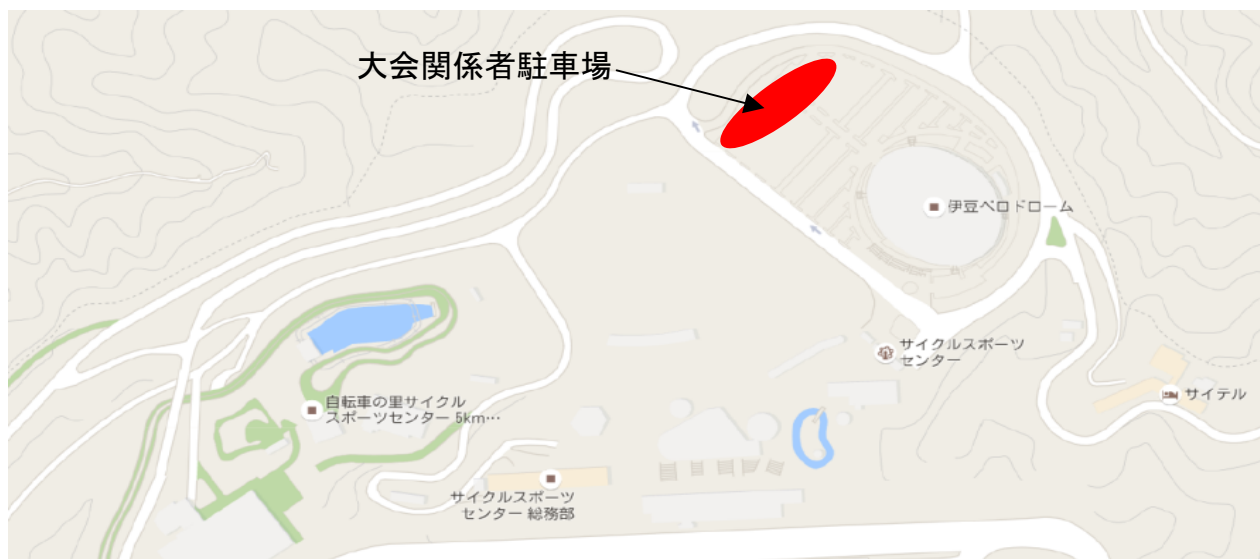 大会関係者駐車場
伊豆ベロドローム
サイクルスポーツ
センター
サイテル
自転車の里サイクル
スポーツセンター 5km…
サイクルスポーツ
センター 総務部